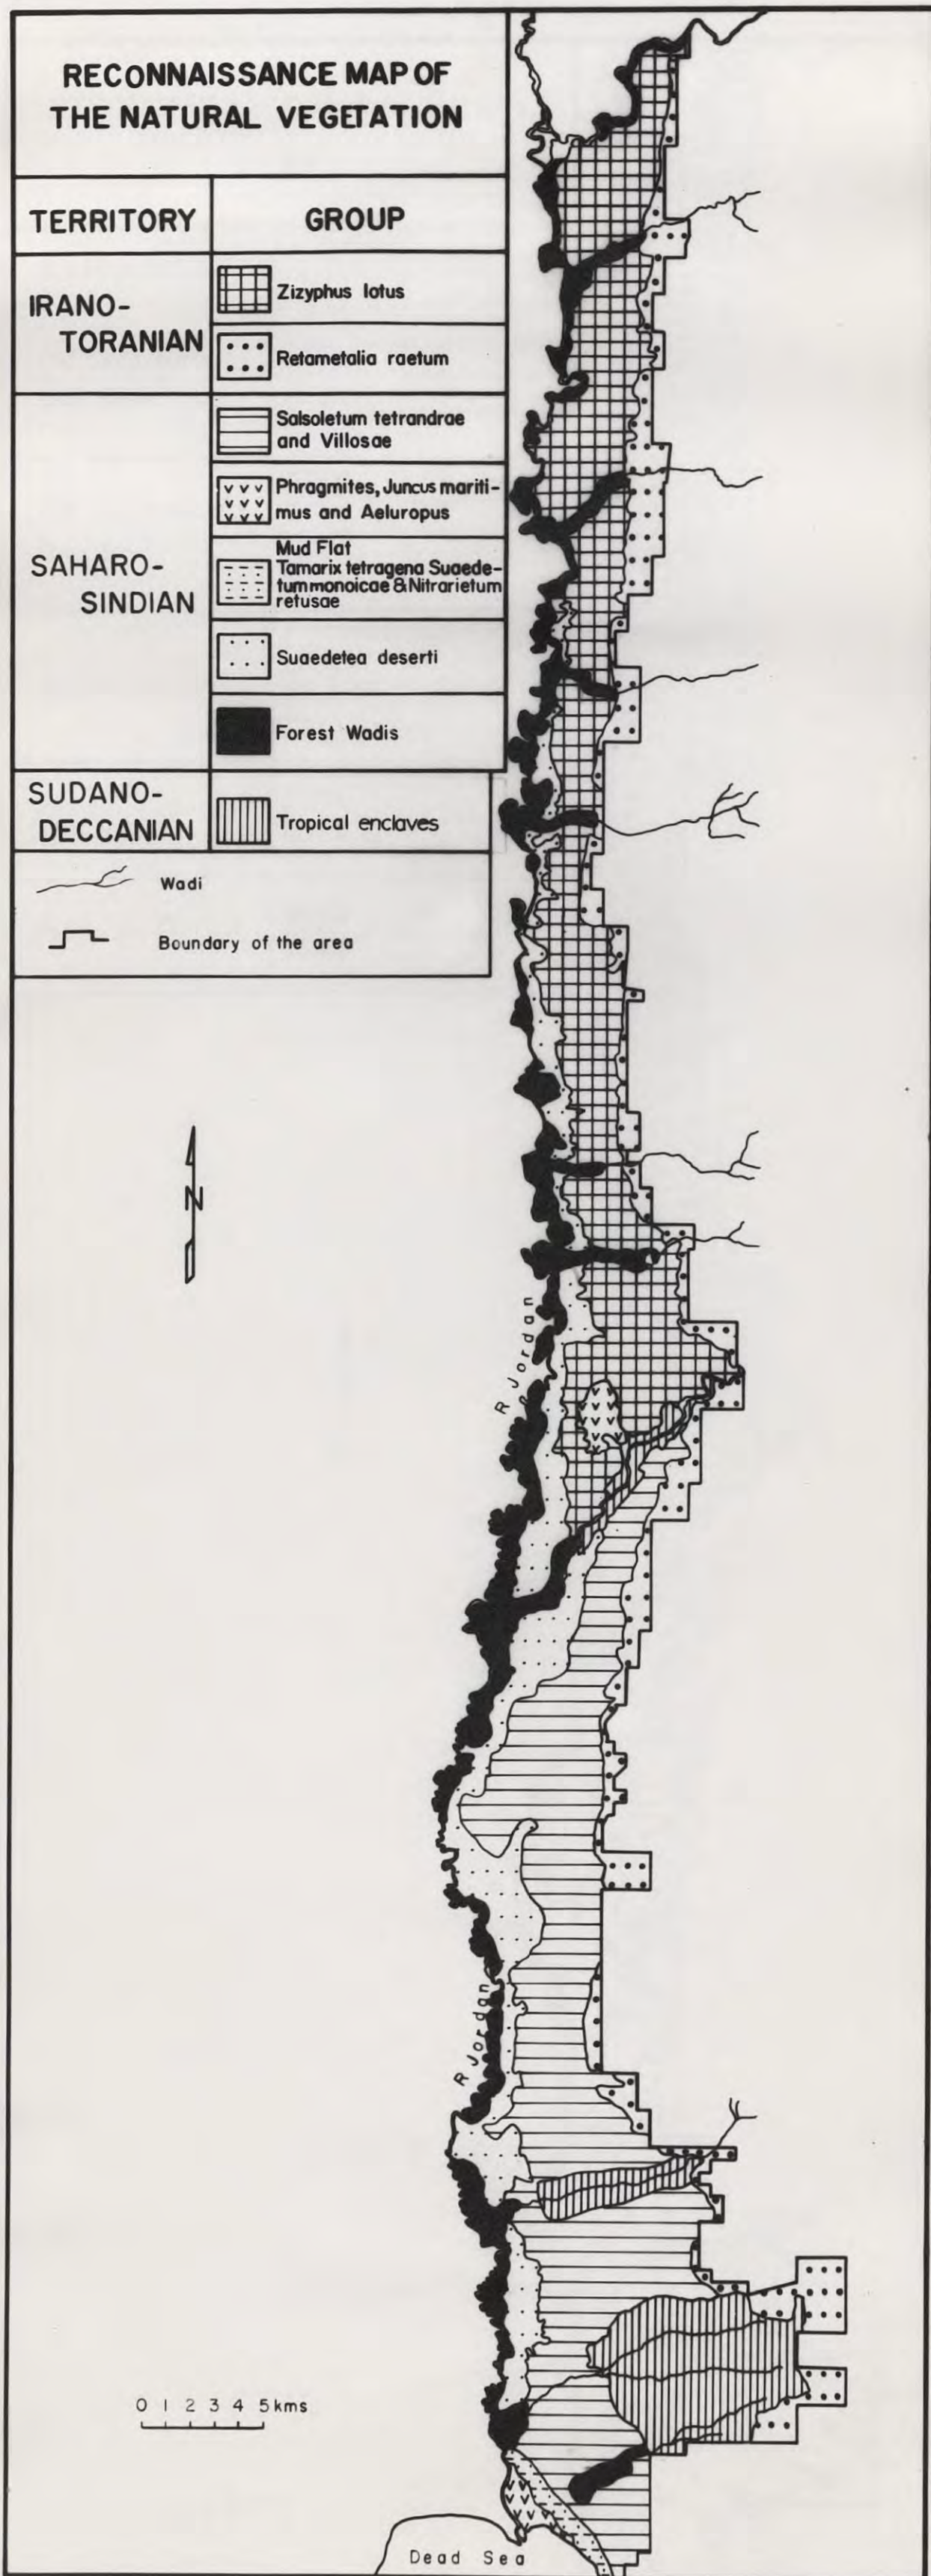 RECONNAISSANCE MAP OF
THE NATURAL VEGETATION
TERRITORY
GROUP
IRANO-
TORANIAN
Zizyphus lotus
Retametalia raetum
SAHARO-
SINDIAN
Salsoletum tetrandrae
and Villosae
Phragmites, Juncus mariti-
mus and Aeluropus
Mud Flat
Tamarix tetragena Suaede-
tum monoicae & Nitrarietum
retusae
Suaedetea deserti
Forest Wadis
SUDANO-
DECCANIAN
Tropical enclaves
Wadi
Boundary of the area
N
R Jordan
R Jordan
0 1 2 3 4 5 kms
Dead Sea